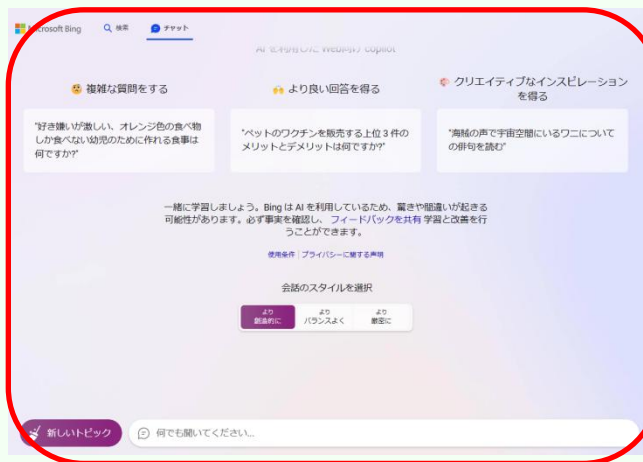 Microsoft Bing
検索
チャット
AI を利用した Web向け copilot
複雑な質問をする
より良い回答を得る
クリエイティブなインスピレーション
を得る
"好き嫌いが激しい、オレンジ色の食べ物
しか食べない幼児のために作れる食事は
何ですか?"
"ペットのワクチンを販売する上位 3 件の
メリットとデメリットは何ですか?"
"海賊の声で宇宙空間にいるワニについて
の俳句を読む"
一緒に学習しましょう。Bing は AI を利用しているため、驚きや間違いが起きる
可能性があります。必ず事実を確認し、フィードバックを共有 学習と改善を行
うことができます。
使用条件 | プライバシーに関する声明
会話のスタイルを選択
より
創造的に
より
バランスよく
より
厳密に
新しいトピック
何でも聞いてください...